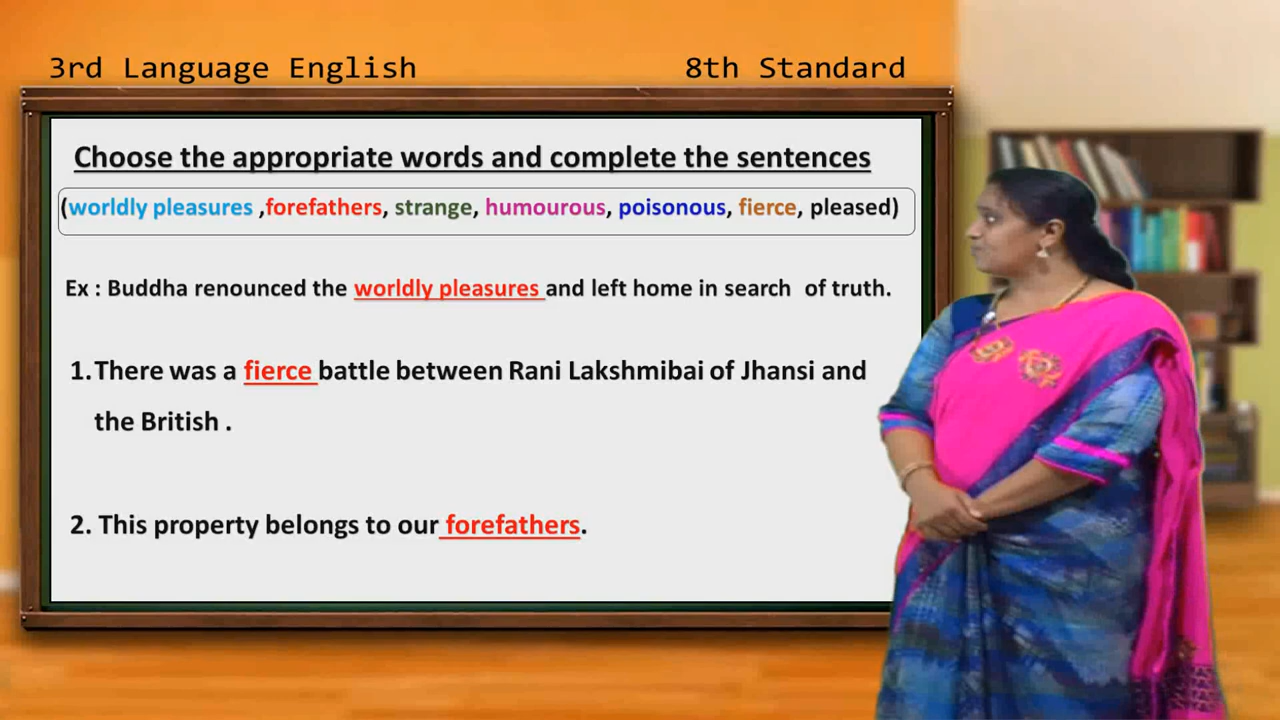 3rd Language English 8th Standard
Choose the appropriate words and complete the sentences
(worldly pleasures ,forefathers, strange, humourous, poisonous, fierce, pleased)
Ex : Buddha renounced the worldly pleasures and left home in search of truth.
1. There was a fierce battle between Rani Lakshmibai of Jhansi and
the British .
2. This property belongs to our forefathers.